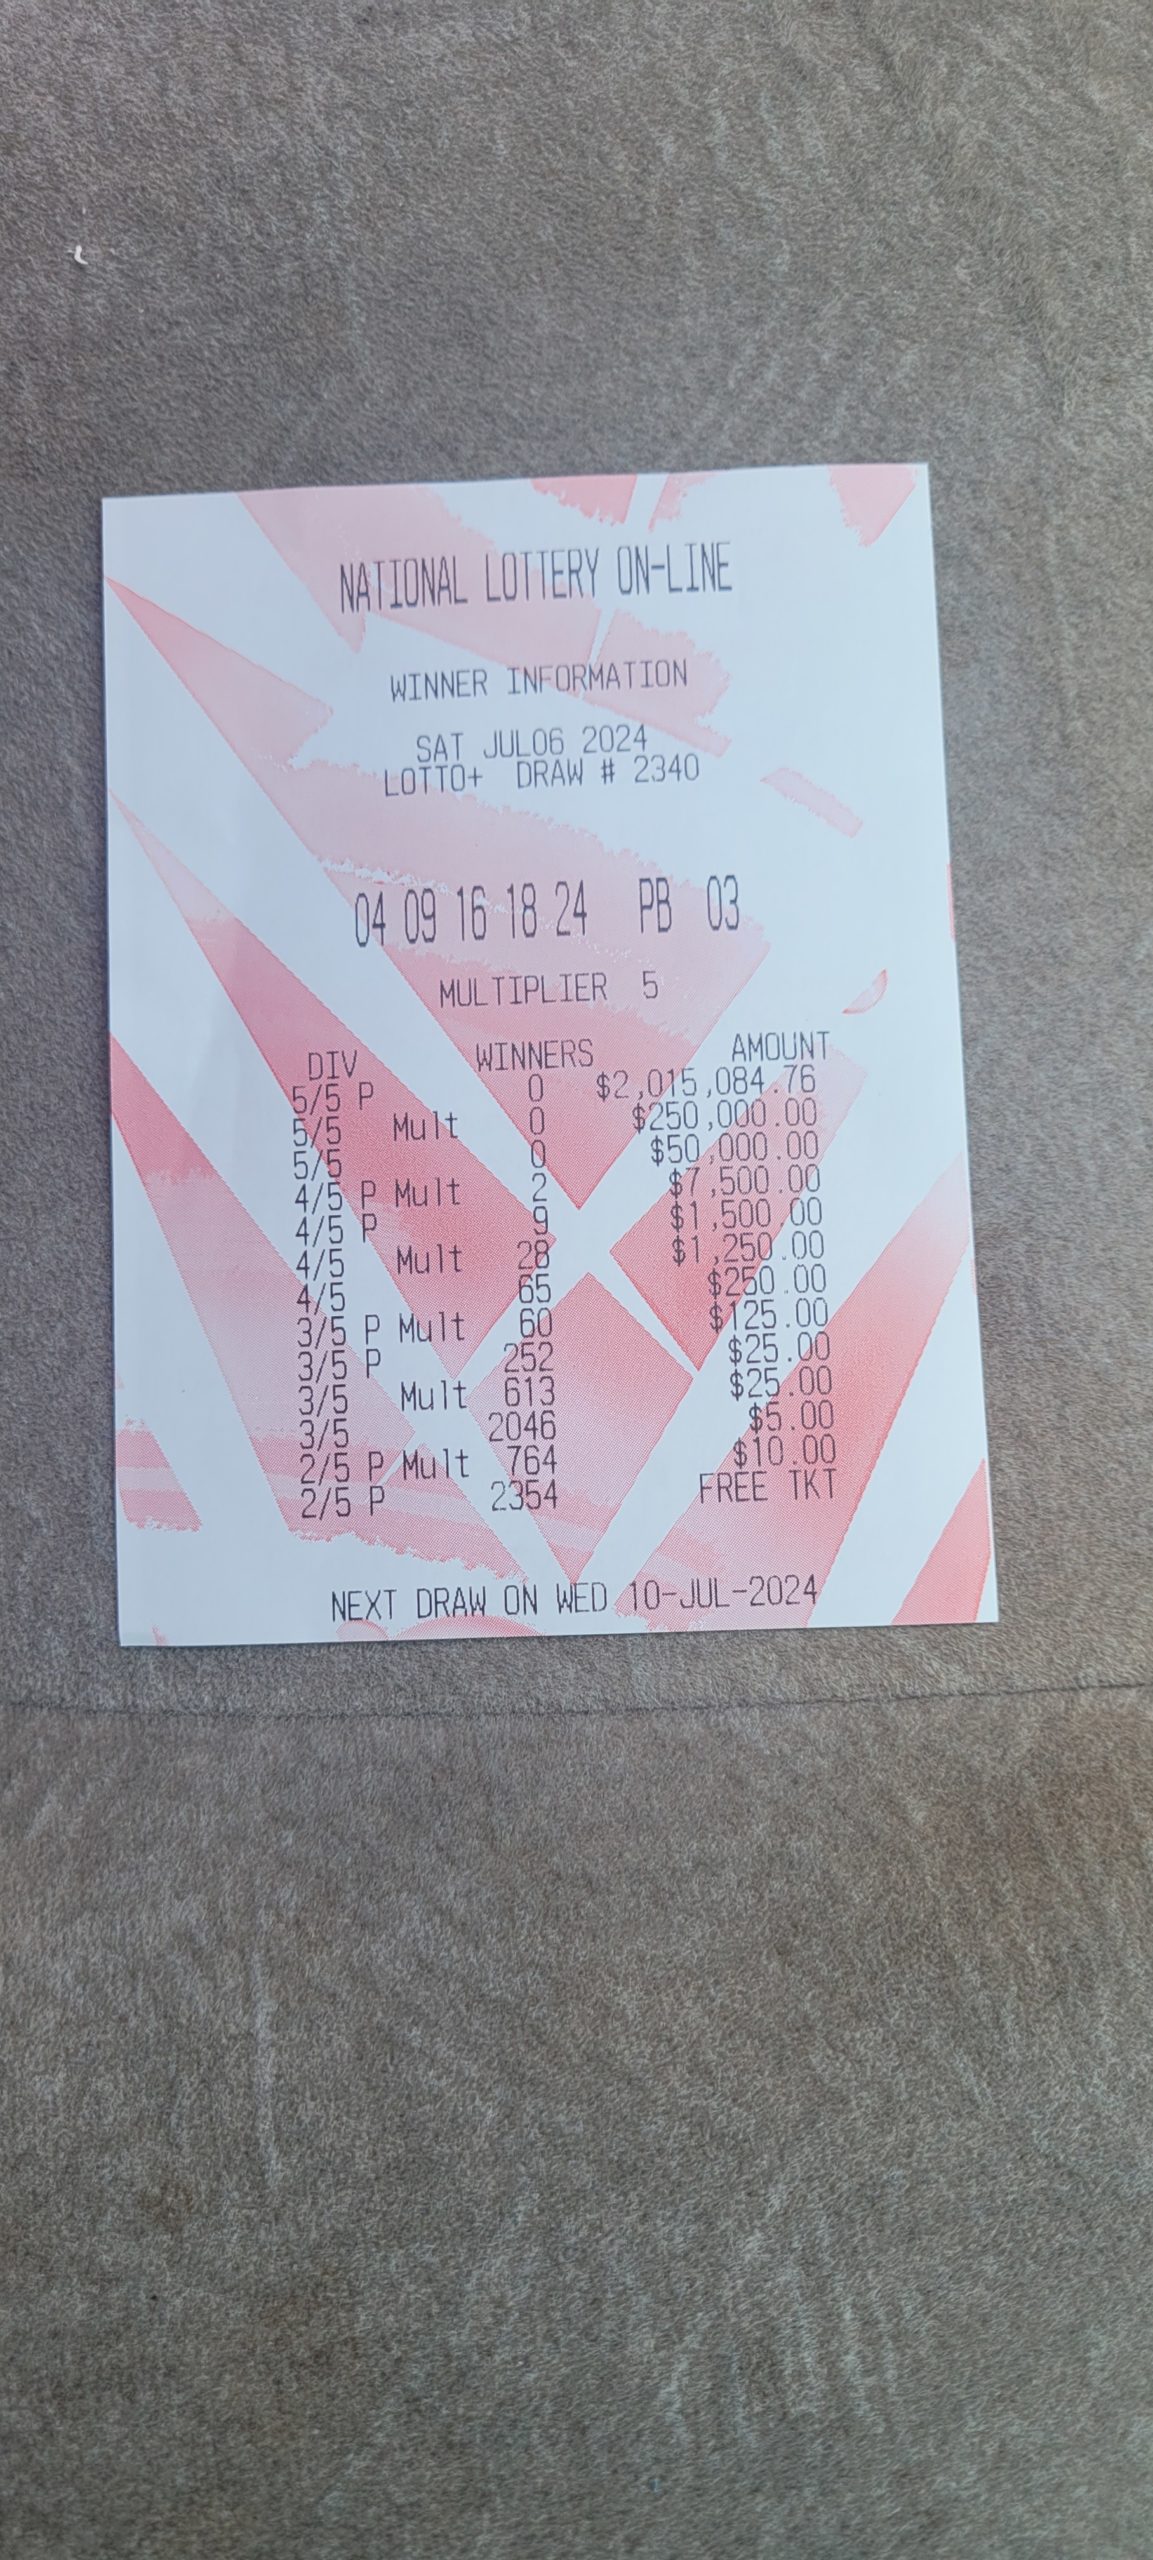 NATIONAL LOTTERY ON-LINE
WINNER INFORMATION
SAT JUL06 2024
LOTTO+ DRAW # 2340
04 09 16 18 24 PB 03
MULTIPLIER 5
DIV WINNERS AMOUNT
5/5 P 0 $2,015,084.76
5/5 Mult 0 $250,000.00
5/5 0 $50,000.00
4/5 P Mult 2 $7,500.00
4/5 P 9 $1,500.00
4/5 Mult 28 $1,250.00
4/5 65 $250.00
3/5 P Mult 60 $125.00
3/5 P 252 $25.00
3/5 Mult 613 $25.00
3/5 2046 $5.00
2/5 P Mult 764 $10.00
2/5 P 2354 FREE TKT
NEXT DRAW ON WED 10-JUL-2024